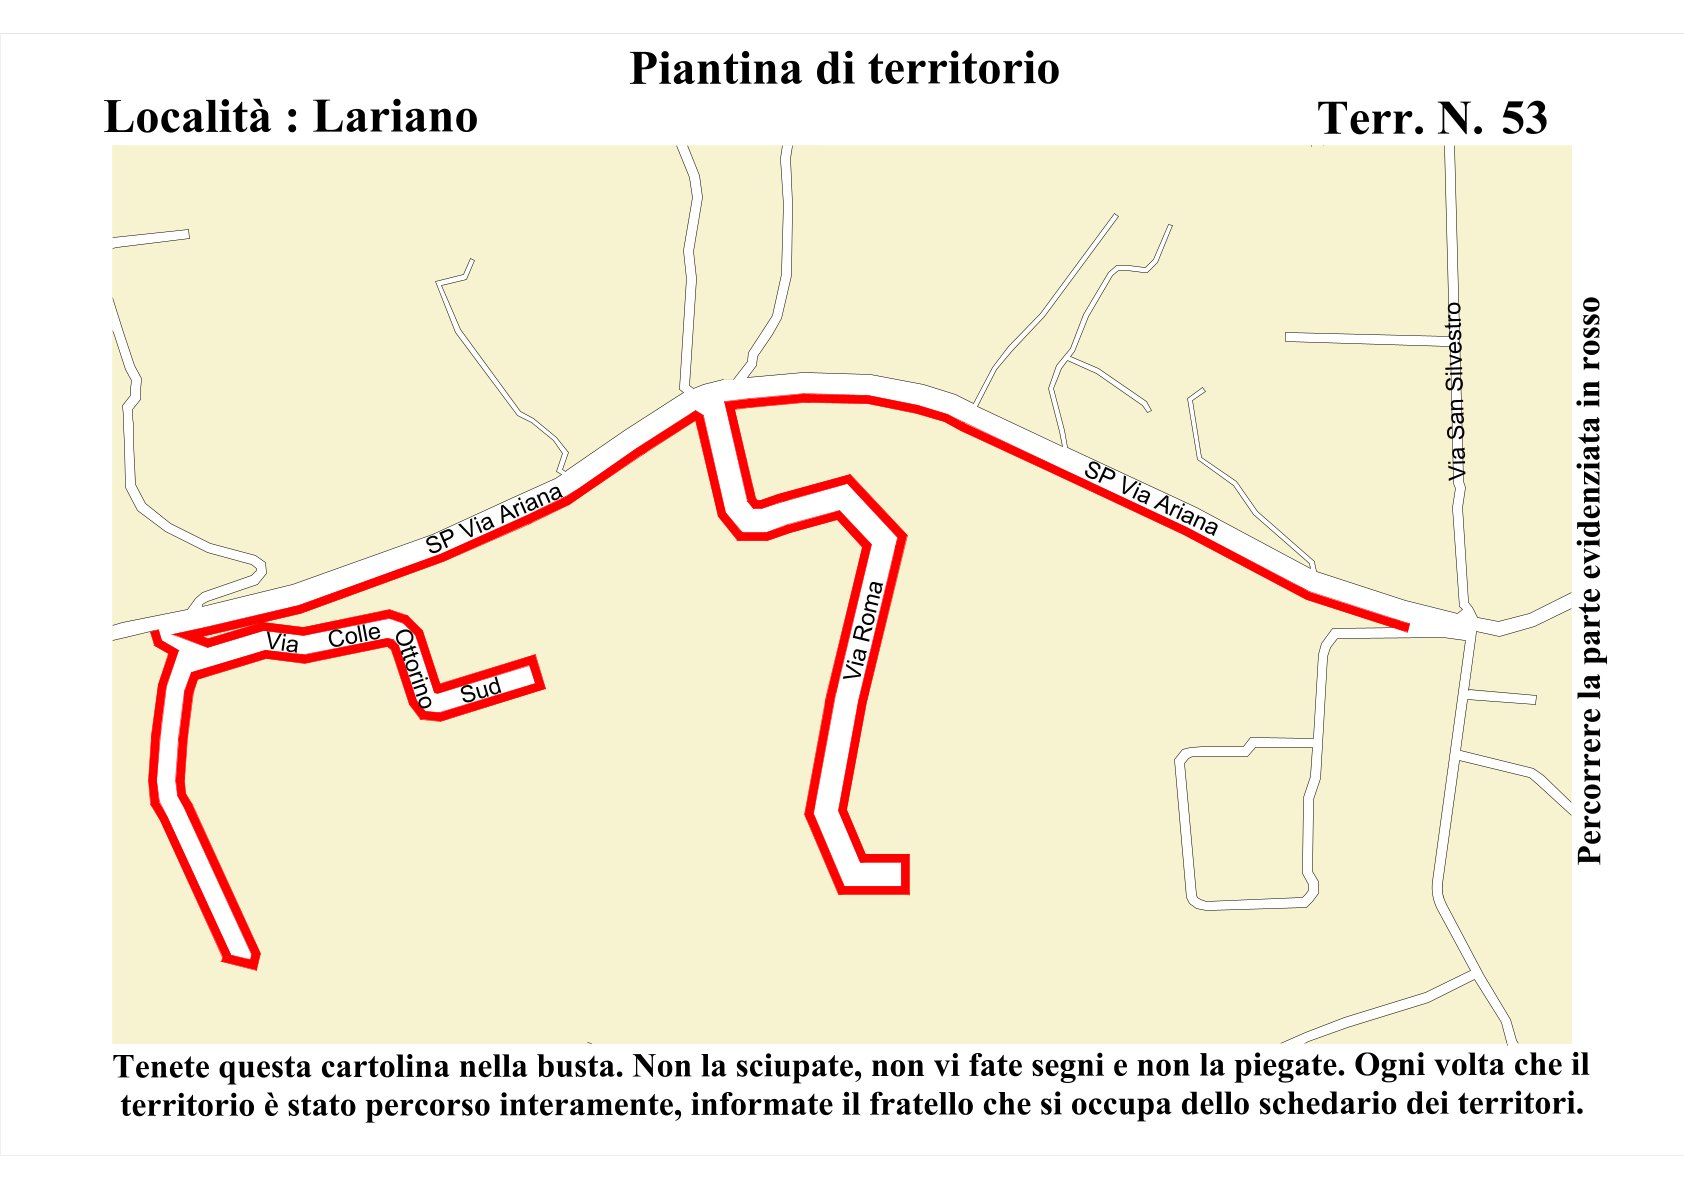 Piantina di territorio
Località : Lariano
Terr. N. 53
Via San Silvestro
SP Via Ariana
SP Via Ariana
Via Colle Ottorino Sud
Via Roma
Percorrere la parte evidenziata in rosso
Tenete questa cartolina nella busta. Non la sciupate, non vi fate segni e non la piegate. Ogni volta che il
territorio è stato percorso interamente, informate il fratello che si occupa dello schedario dei territori.